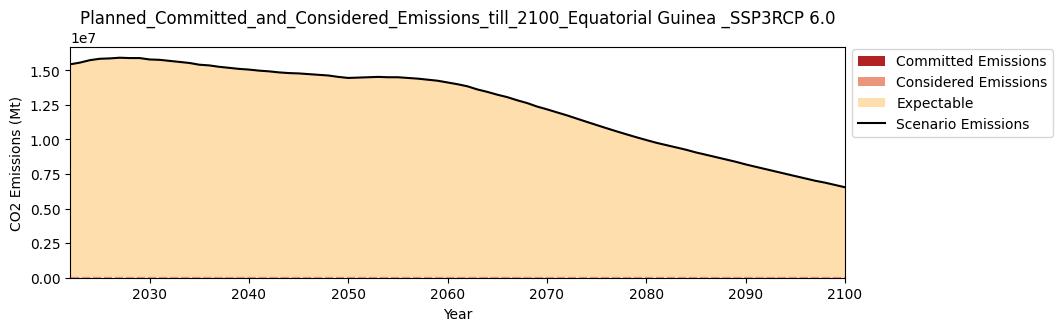 Planned_Committed_and_Considered_Emissions_till_2100_Equatorial Guinea _SSP3RCP 6.0
1e7
1.50
1.25
1.00
0.75
0.50
0.25
0.00
CO2 Emissions (Mt)
2030 2040 2050 2060 2070 2080 2090 2100
Year
Committed Emissions
Considered Emissions
Expectable
Scenario Emissions